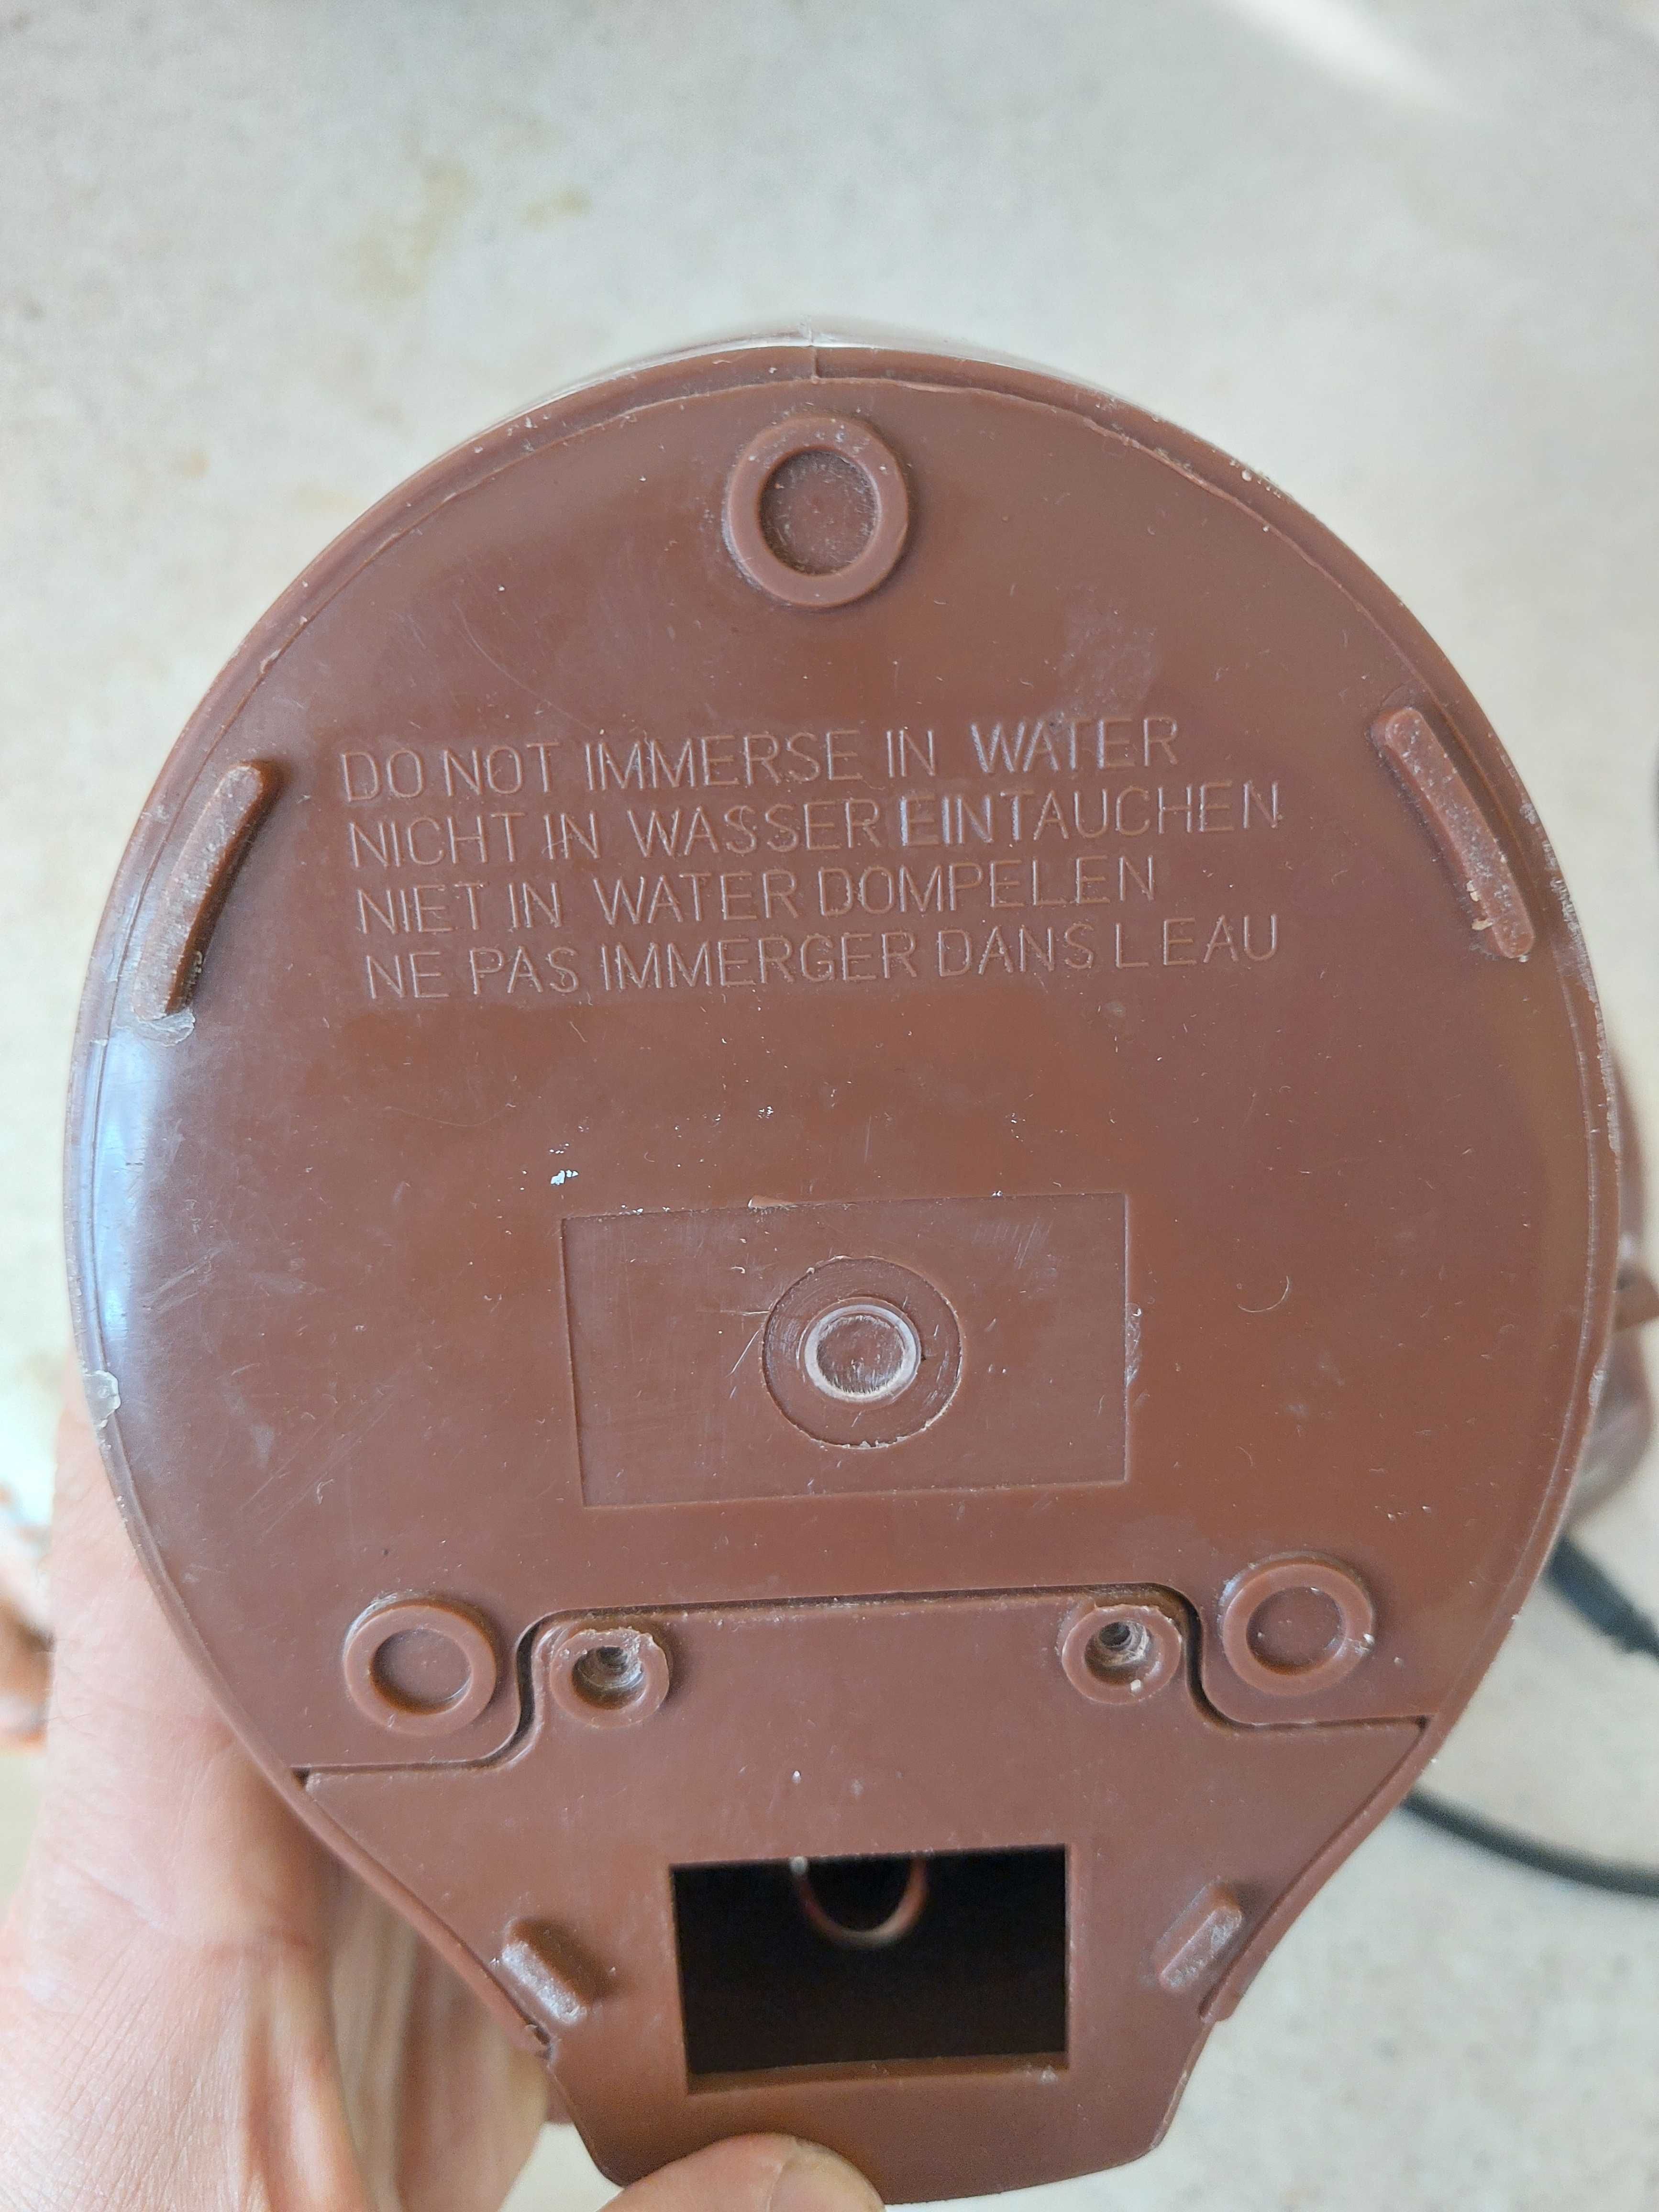 DO NOT IMMERSE IN WATER
NICHT IN WASSER EINTAUCHEN
NIET IN WATER DOMPELEN
NE PAS IMMERGER DANS L EAU